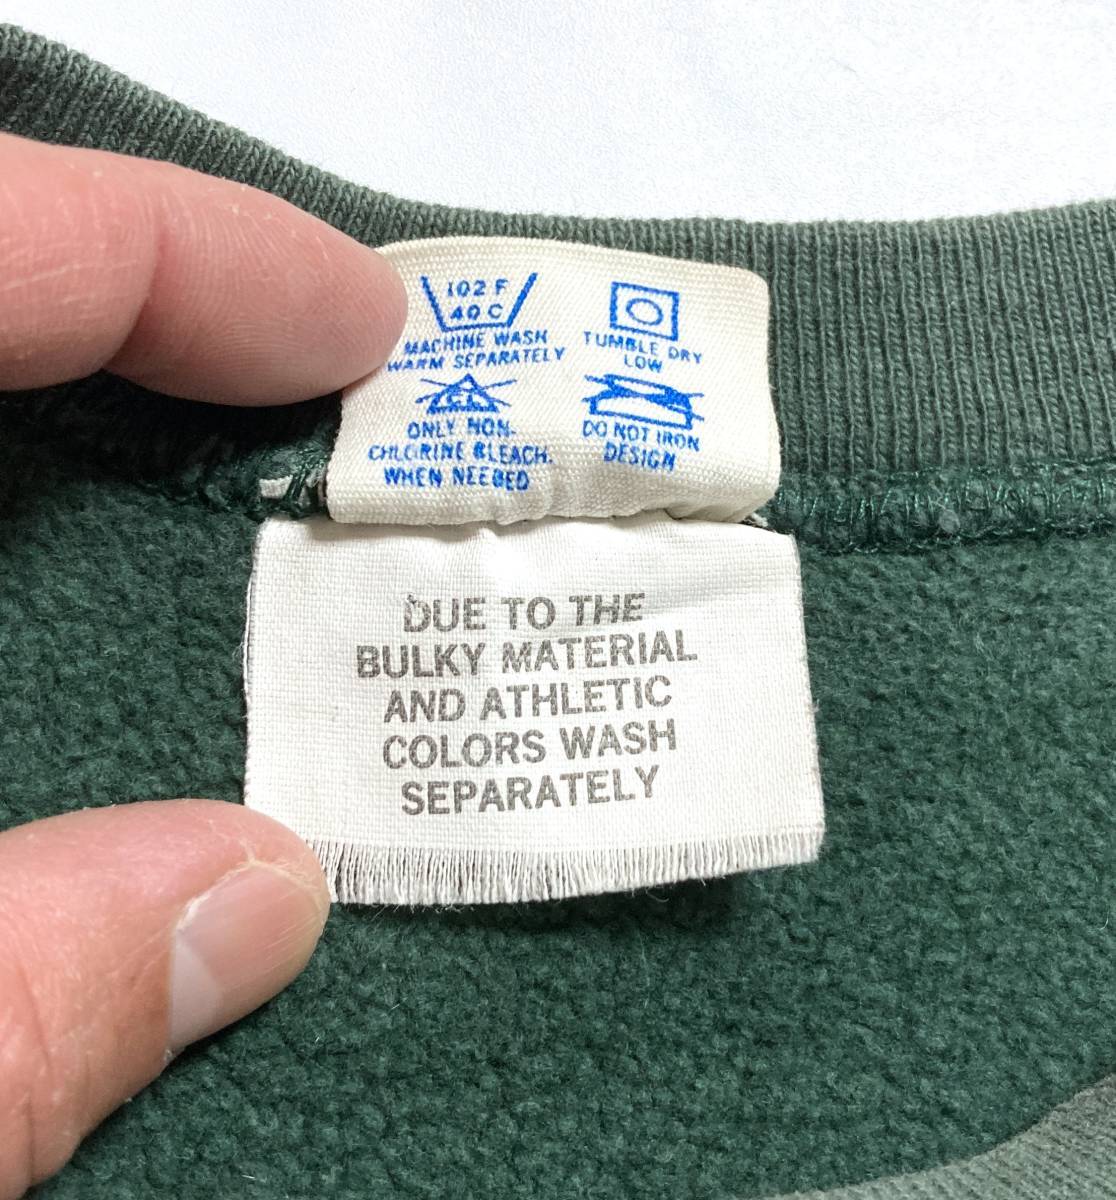 102 F
40 C
MACHINE WASH
WARM SEPARATELY
TUMBLE DRY
LOW
CL
ONLY NON-
CHLORINE BLEACH.
WHEN NEEDED
DO NOT IRON
DESIGN
DUE TO THE
BULKY MATERIAL
AND ATHLETIC
COLORS WASH
SEPARATELY